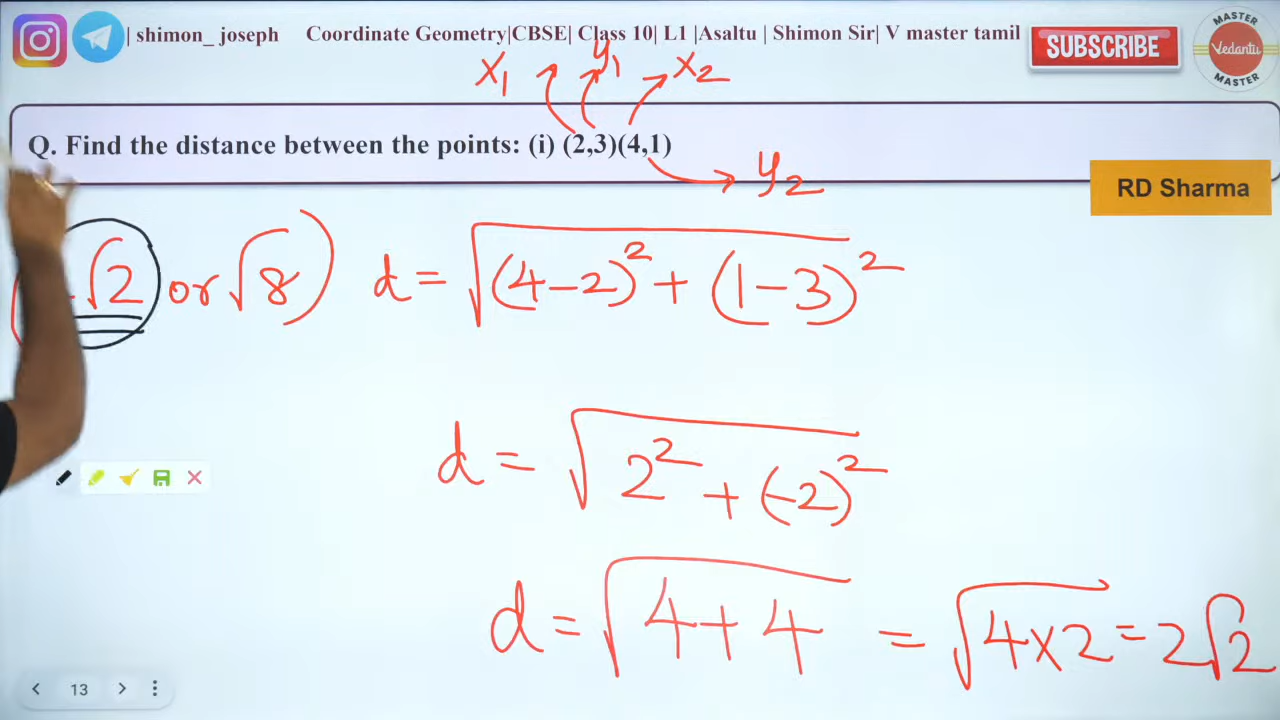 | shimon_ joseph Coordinate Geometry|CBSE| Class 10| L1 |Asaltu | Shimon Sir| V master tamil
SUBSCRIBE
MASTER
Vedantu
MASTER
x₁ y₁ x₂
Q. Find the distance between the points: (i) (2,3)(4,1)
y₂
RD Sharma
√2 or √8) d = √(4-2)² + (1-3)²
d = √2² + (-2)²
d = √4+4 = √4×2 = 2√2
13